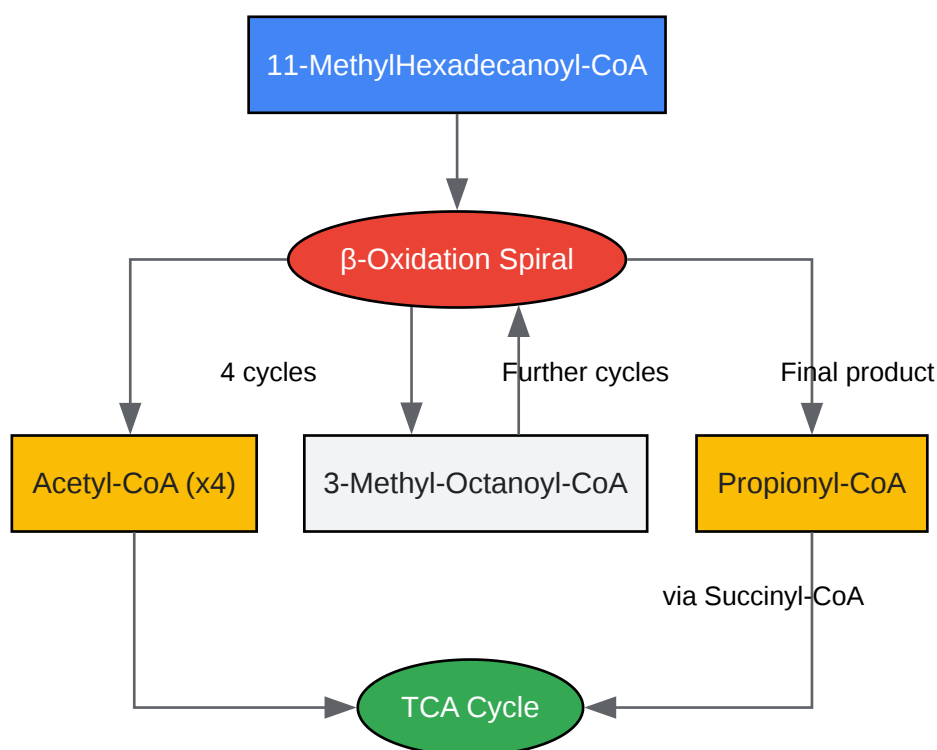 11-MethylHexadecanoyl-CoA
β-Oxidation Spiral
4 cycles
Further cycles
Final product
Acetyl-CoA (x4)
3-Methyl-Octanoyl-CoA
Propionyl-CoA
via Succinyl-CoA
TCA Cycle